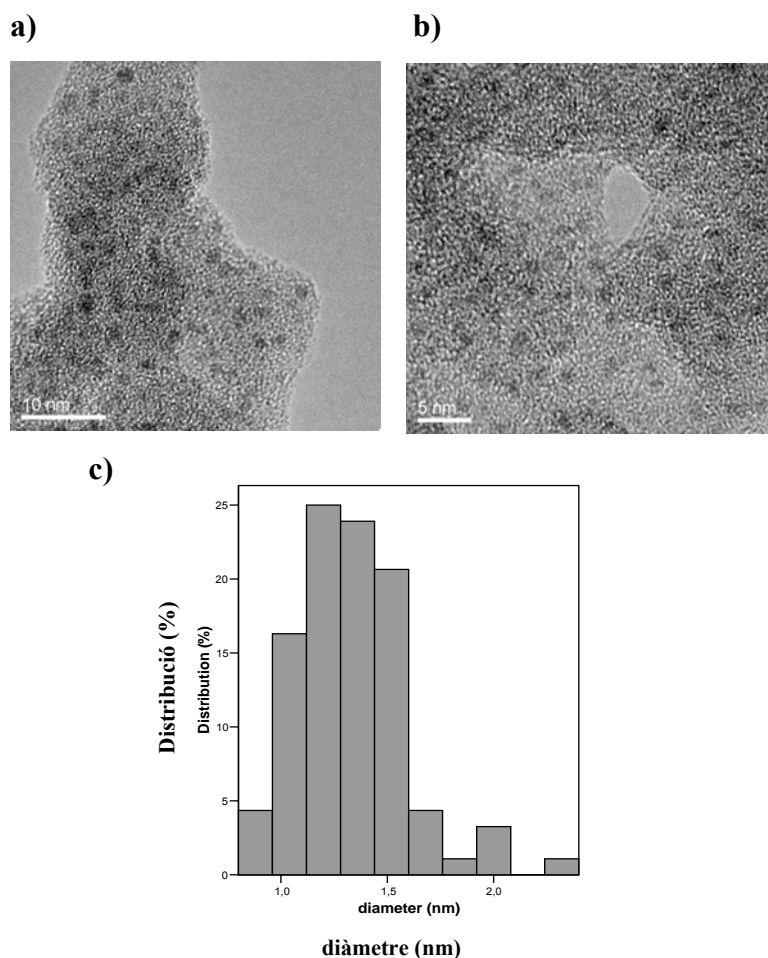 a)
b)
10 nm
5 nm
c)
25
20
15
10
5
0
Distribució (%)
Distribution (%)
1,0
1,5
2,0
diameter (nm)
diàmetre (nm)